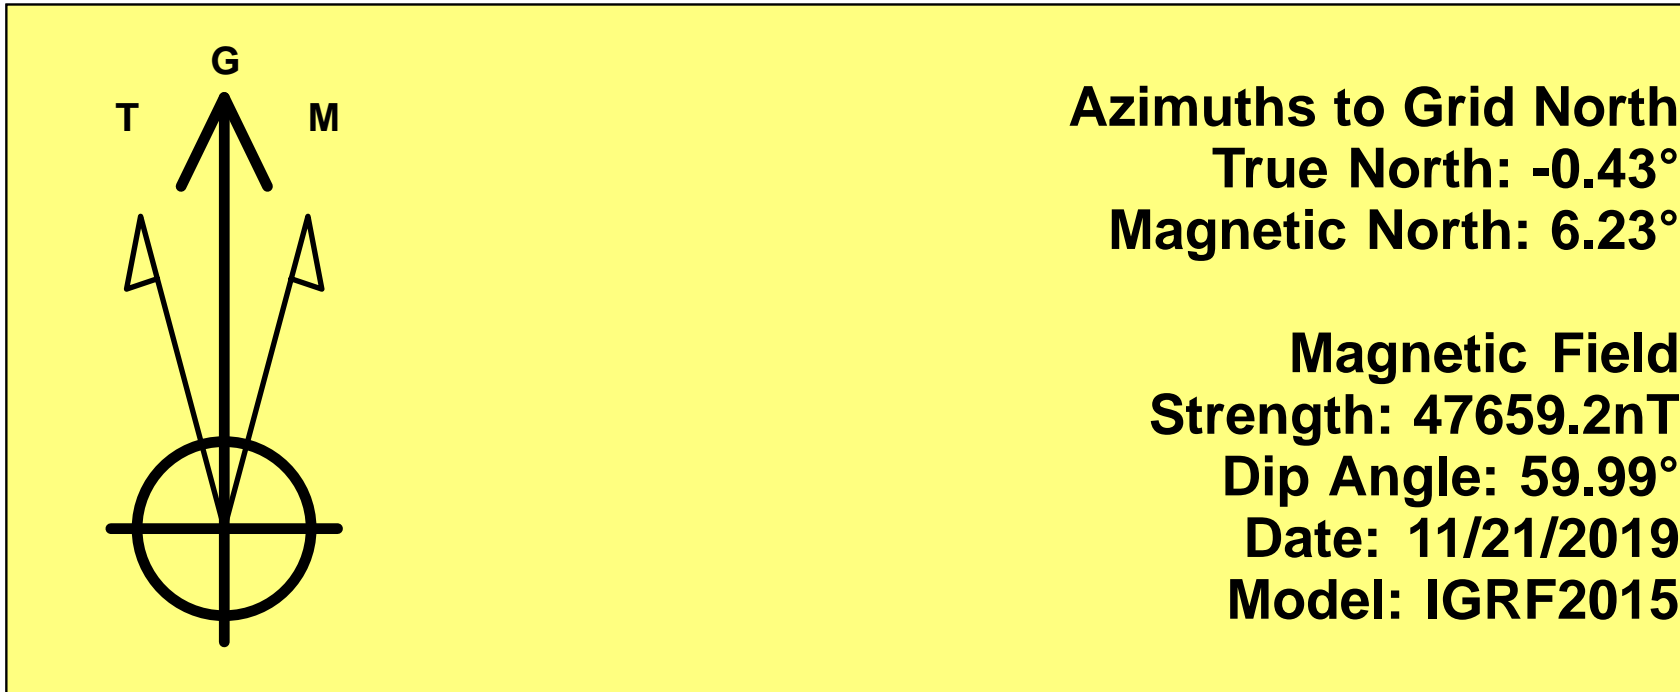 G
T M
Azimuths to Grid North
True North: -0.43°
Magnetic North: 6.23°
Magnetic Field
Strength: 47659.2nT
Dip Angle: 59.99°
Date: 11/21/2019
Model: IGRF2015